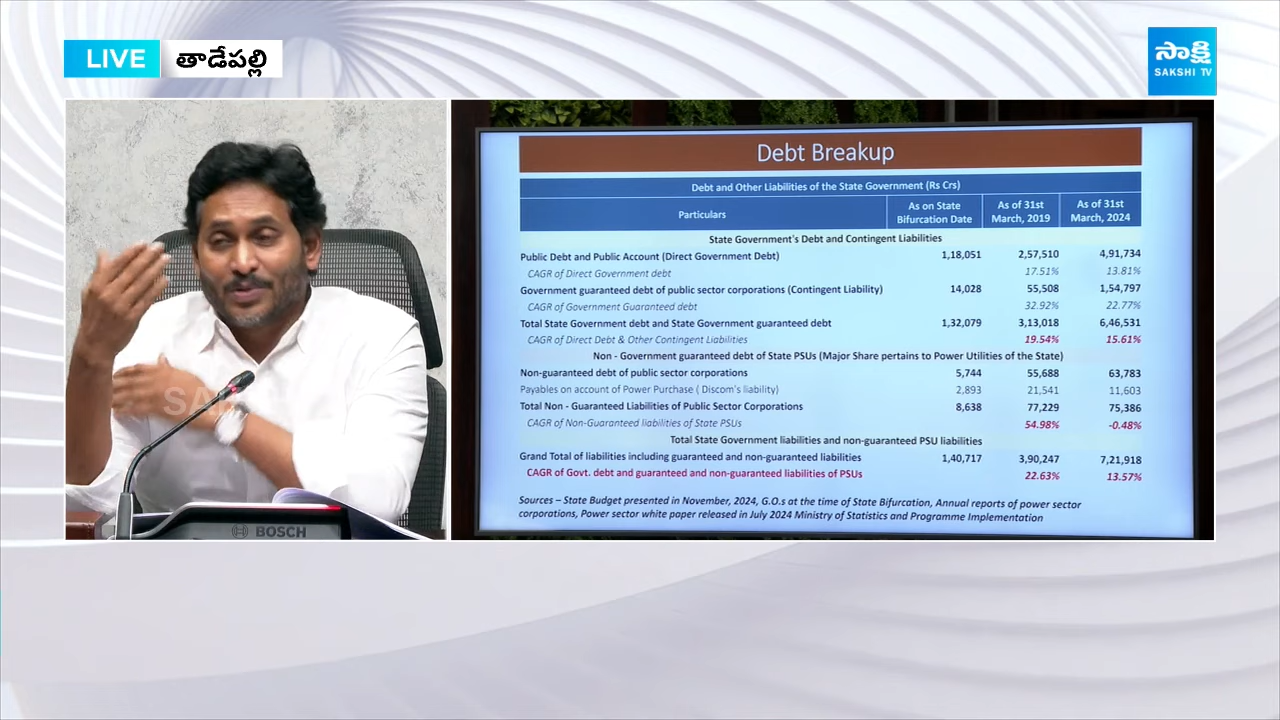 LIVE
తాడేపల్లి
సాక్షి
SAKSHI TV
Debt Breakup
Debt and Other Liabilities of the State Government (Rs Crs)
Particulars As on State Bifurcation Date As of 31st March, 2019 As of 31st March, 2024
State Government's Debt and Contingent Liabilities
Public Debt and Public Account (Direct Government Debt) 1,18,051 2,57,510 4,91,734
CAGR of Direct Government debt 17.51% 13.81%
Government guaranteed debt of public sector corporations (Contingent Liability) 14,028 55,508 1,54,797
CAGR of Government Guaranteed debt 32.92% 22.77%
Total State Government debt and State Government guaranteed debt 1,32,079 3,13,018 6,46,531
CAGR of Direct Debt & Other Contingent Liabilities 19.54% 15.61%
Non - Government guaranteed debt of State PSUs (Major Share pertains to Power Utilities of the State)
Non-guaranteed debt of public sector corporations 5,744 55,688 63,783
Payables on account of Power Purchase ( Discom's liability) 2,893 21,541 11,603
Total Non - Guaranteed Liabilities of Public Sector Corporations 8,638 77,229 75,386
CAGR of Non-Guaranteed liabilities of State PSUs 54.98% -0.48%
Total State Government liabilities and non-guaranteed PSU liabilities
Grand Total of liabilities including guaranteed and non-guaranteed liabilities 1,40,717 3,90,247 7,21,918
CAGR of Govt. debt and guaranteed and non-guaranteed liabilities of PSUs 22.63% 13.57%
Sources – State Budget presented in November, 2024, G.O.s at the time of State Bifurcation, Annual reports of power sector
corporations, Power sector white paper released in July 2024 Ministry of Statistics and Programme Implementation
BOSCH